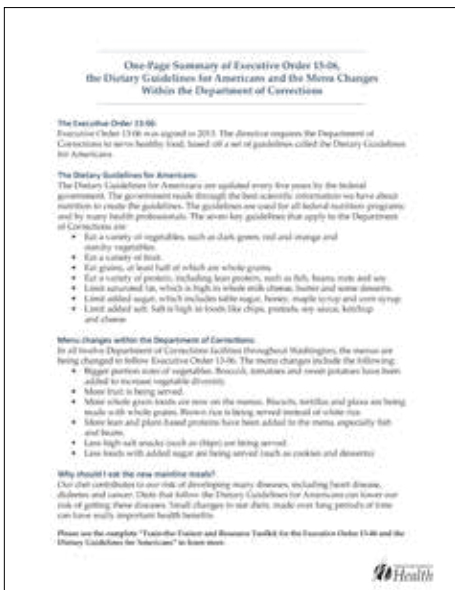 One-Page Summary of Executive Order 13-06,
the Dietary Guidelines for Americans and the Menu Changes
Within the Department of Corrections
The Executive Order 13-06:
Executive Order 13-06 was signed in 2013. The directive requires the Department of
Corrections to serve healthy food, based off a set of guidelines called the Dietary Guidelines
for Americans.
The Dietary Guidelines for Americans:
The Dietary Guidelines for Americans are updated every five years by the federal
government. The government reads through the best scientific information we have about
nutrition to create the guidelines. The guidelines are used for all federal nutrition programs
and by many health professionals. The seven key guidelines that apply to the Department
of Corrections are:
• Eat a variety of vegetables, such as dark green, red and orange and
starchy vegetables.
• Eat a variety of fruit.
• Eat grains, at least half of which are whole grains.
• Eat a variety of protein, including lean protein, such as fish, beans, nuts and soy.
• Limit saturated fat, which is high in whole milk cheese, butter and some desserts.
• Limit added sugar, which includes table sugar, honey, maple syrup and corn syrup.
• Limit added salt. Salt is high in foods like chips, pretzels, soy sauce, ketchup
and cheese.
Menu changes within the Department of Corrections:
In all twelve Department of Corrections facilities throughout Washington, the menus are
being changed to follow Executive Order 13-06. The menu changes include the following:
• Bigger portion sizes of vegetables. Broccoli, tomatoes and sweet potatoes have been
added to increase vegetable diversity.
• More fruit is being served.
• More whole grain foods are now on the menus. Biscuits, tortillas and pizza are being
made with whole grains. Brown rice is being served instead of white rice.
• More lean and plant-based proteins have been added to the menu, especially fish
and beans.
• Less high salt snacks (such as chips) are being served.
• Less foods with added sugar are being served (such as cookies and desserts)
Why should I eat the new mainline meals?
Our diet contributes to our risk of developing many diseases, including heart disease,
diabetes and cancer. Diets that follow the Dietary Guidelines for Americans can lower our
risk of getting these diseases. Small changes to our diets, made over long periods of time
can have really important health benefits.
Please see the complete "Train-the-Trainer and Resource Toolkit for the Executive Order 13-06 and the
Dietary Guidelines for Americans" to learn more.
Health